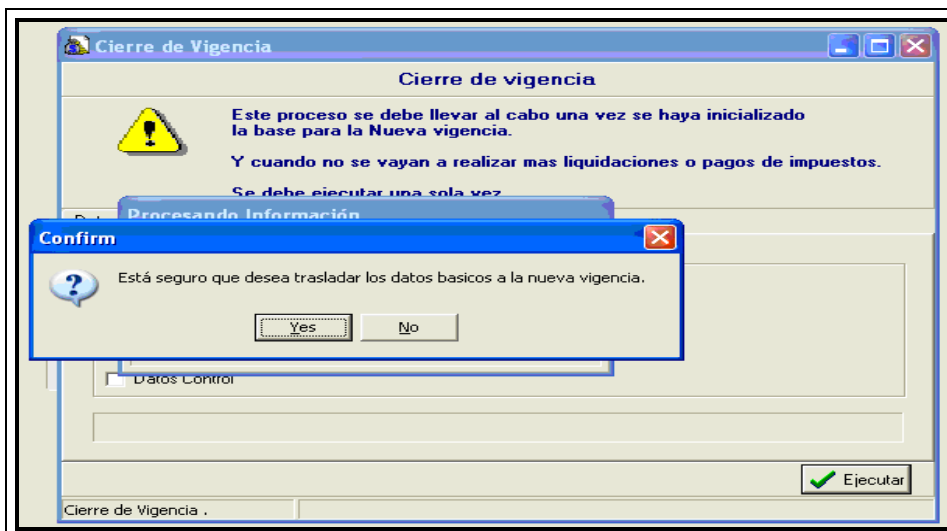 Cierre de Vigencia
Cierre de vigencia
Este proceso se debe llevar al cabo una vez se haya inicializado
la base para la Nueva vigencia.
Y cuando no se vayan a realizar mas liquidaciones o pagos de impuestos.
Se debe ejecutar una sola vez
Procesando Información
Confirm
Está seguro que desea trasladar los datos basicos a la nueva vigencia.
Yes No
Datos Control
Ejecutar
Cierre de Vigencia .